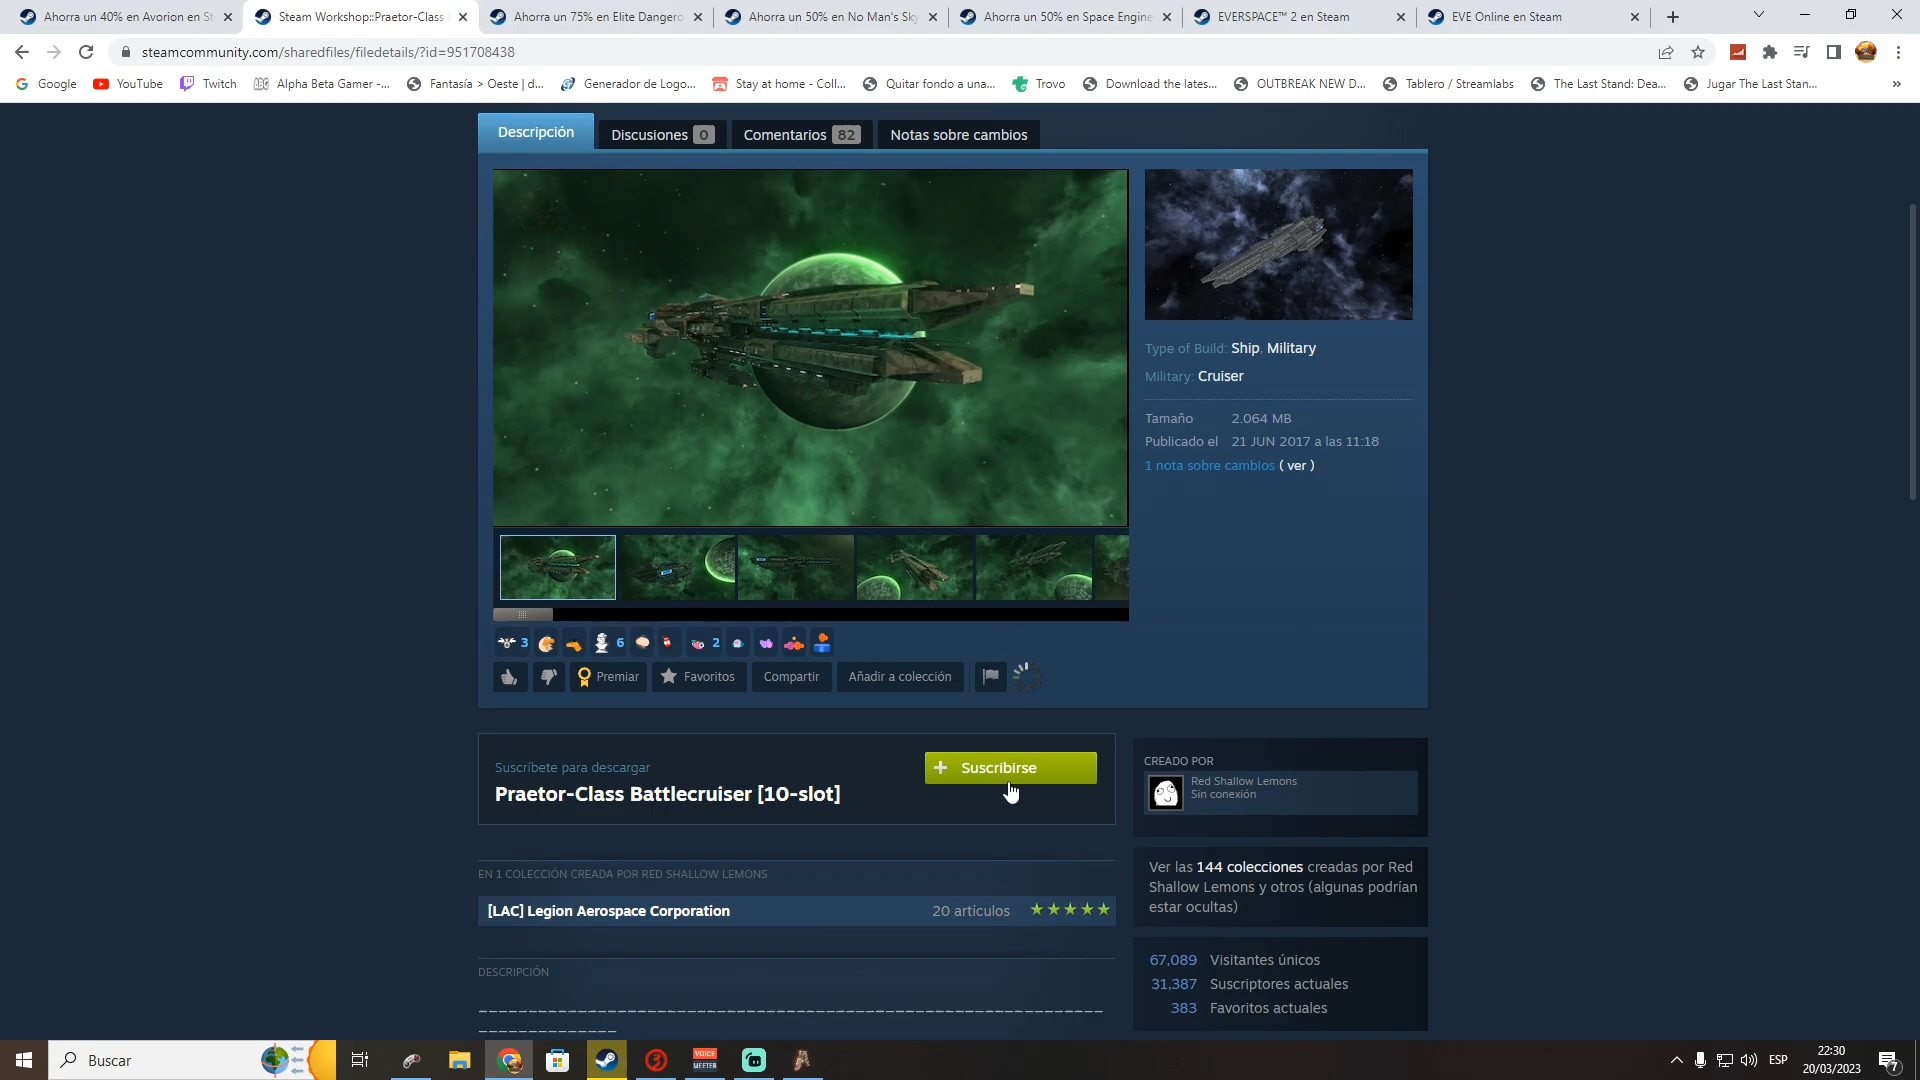 Ahorra un 40% en Avorion en St
Steam Workshop::Praetor-Class
Ahorra un 75% en Elite Dangero
Ahorra un 50% en No Man's Sky
Ahorra un 50% en Space Engine
EVERSPACE™ 2 en Steam
EVE Online en Steam
steamcommunity.com/sharedfiles/filedetails/?id=951708438
Google
YouTube
Twitch
Alpha Beta Gamer -...
Fantasía > Oeste | d...
Generador de Logo...
Stay at home - Coll...
Quitar fondo a una...
Trovo
Download the lates...
OUTBREAK NEW D...
Tablero / Streamlabs
The Last Stand: Dea...
Jugar The Last Stan...
Descripción
Discusiones 0
Comentarios 82
Notas sobre cambios
Type of Build: Ship, Military
Military: Cruiser
Tamaño 2.064 MB
Publicado el 21 JUN 2017 a las 11:18
1 nota sobre cambios ( ver )
3
6
2
Premiar
Favoritos
Compartir
Añadir a colección
Suscríbete para descargar
Praetor-Class Battlecruiser [10-slot]
Suscribirse
CREADO POR
Red Shallow Lemons
Sin conexión
EN 1 COLECCIÓN CREADA POR RED SHALLOW LEMONS
[LAC] Legion Aerospace Corporation 20 artículos
Ver las 144 colecciones creadas por Red
Shallow Lemons y otros (algunas podrían
estar ocultas)
67,089 Visitantes únicos
31,387 Suscriptores actuales
383 Favoritos actuales
DESCRIPCIÓN
Buscar
VOICE
MEETER
ESP
22:30
20/03/2023
7